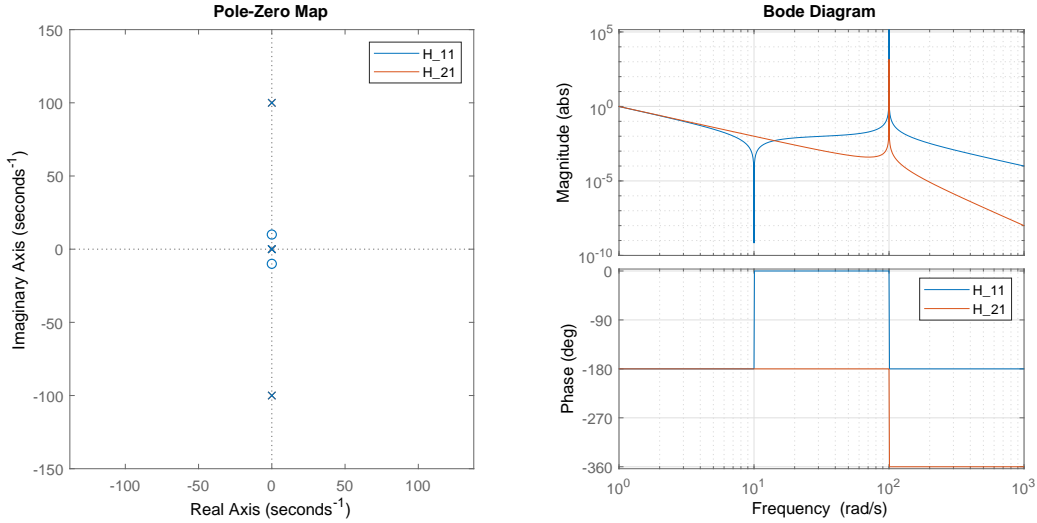 Pole-Zero Map
150
100
50
0
-50
-100
-150
-100
-50
0
50
100
Imaginary Axis (seconds⁻¹)
Real Axis (seconds⁻¹)
H_11
H_21
Bode Diagram
10⁵
10⁰
10⁻⁵
10⁻¹⁰
Magnitude (abs)
0
-90
-180
-270
-360
Phase (deg)
H_11
H_21
10⁰
10¹
10²
10³
Frequency (rad/s)